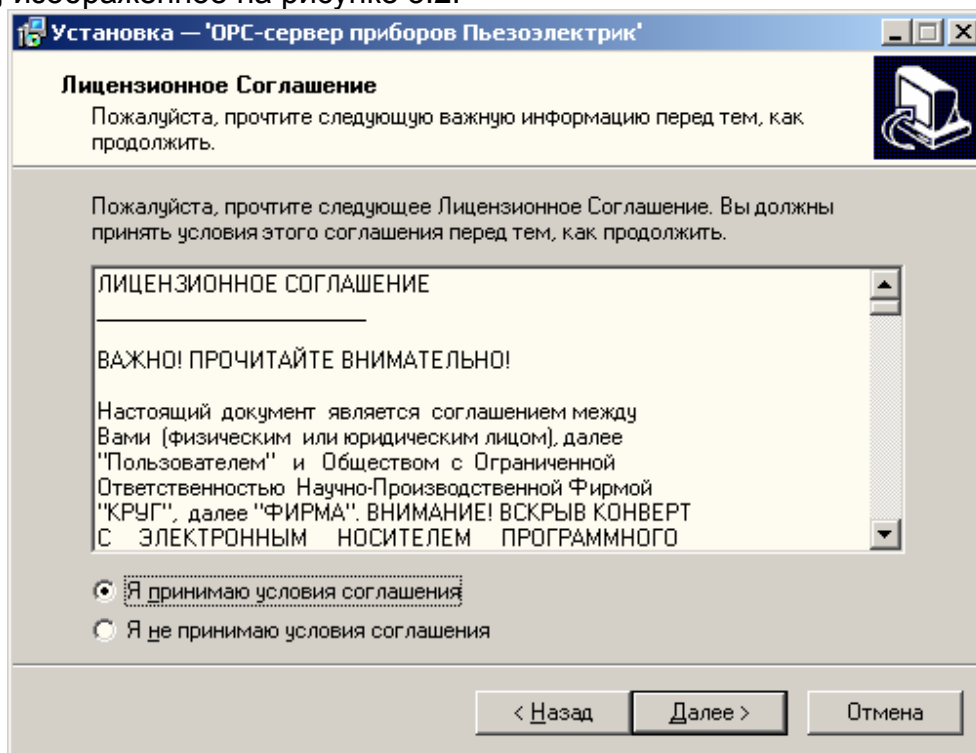 изображенное на рисунке 3.2.
Установка — 'OPC-сервер приборов Пьезоэлектрик'
Лицензионное Соглашение
Пожалуйста, прочтите следующую важную информацию перед тем, как
продолжить.
Пожалуйста, прочтите следующее Лицензионное Соглашение. Вы должны
принять условия этого соглашения перед тем, как продолжить.
ЛИЦЕНЗИОННОЕ СОГЛАШЕНИЕ
ВАЖНО! ПРОЧИТАЙТЕ ВНИМАТЕЛЬНО!
Настоящий документ является соглашением между
Вами (физическим или юридическим лицом), далее
"Пользователем" и Обществом с Ограниченной
Ответственностью Научно-Производственной Фирмой
"КРУГ", далее "ФИРМА". ВНИМАНИЕ! ВСКРЫВ КОНВЕРТ
С ЭЛЕКТРОННЫМ НОСИТЕЛЕМ ПРОГРАММНОГО
Я принимаю условия соглашения
Я не принимаю условия соглашения
< Назад Далее > Отмена